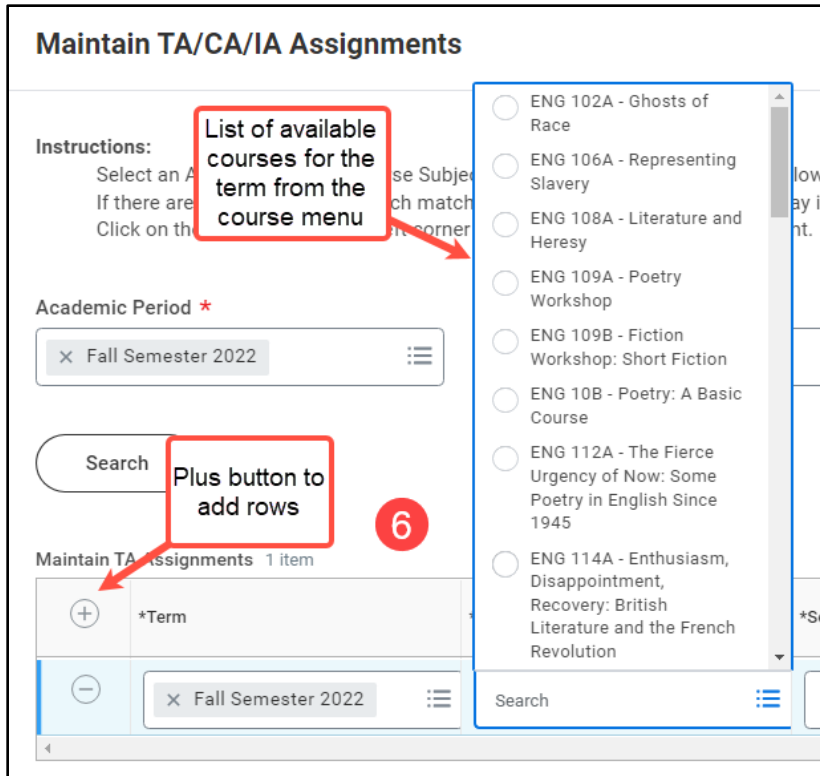 Maintain TA/CA/IA Assignments
Instructions:
Select an A
se Subje
low
If there are
ch match
ay i
Click on the
eft corner
nt.
List of available
courses for the
term from the
course menu
ENG 102A - Ghosts of
Race
ENG 106A - Representing
Slavery
ENG 108A - Literature and
Heresy
ENG 109A - Poetry
Workshop
ENG 109B - Fiction
Workshop: Short Fiction
ENG 10B - Poetry: A Basic
Course
ENG 112A - The Fierce
Urgency of Now: Some
Poetry in English Since
1945
ENG 114A - Enthusiasm,
Disappointment,
Recovery: British
Literature and the French
Revolution
Academic Period *
× Fall Semester 2022
Search
Plus button to
add rows
6
Maintain TA Assignments 1 item
*Term
*Se
× Fall Semester 2022
Search